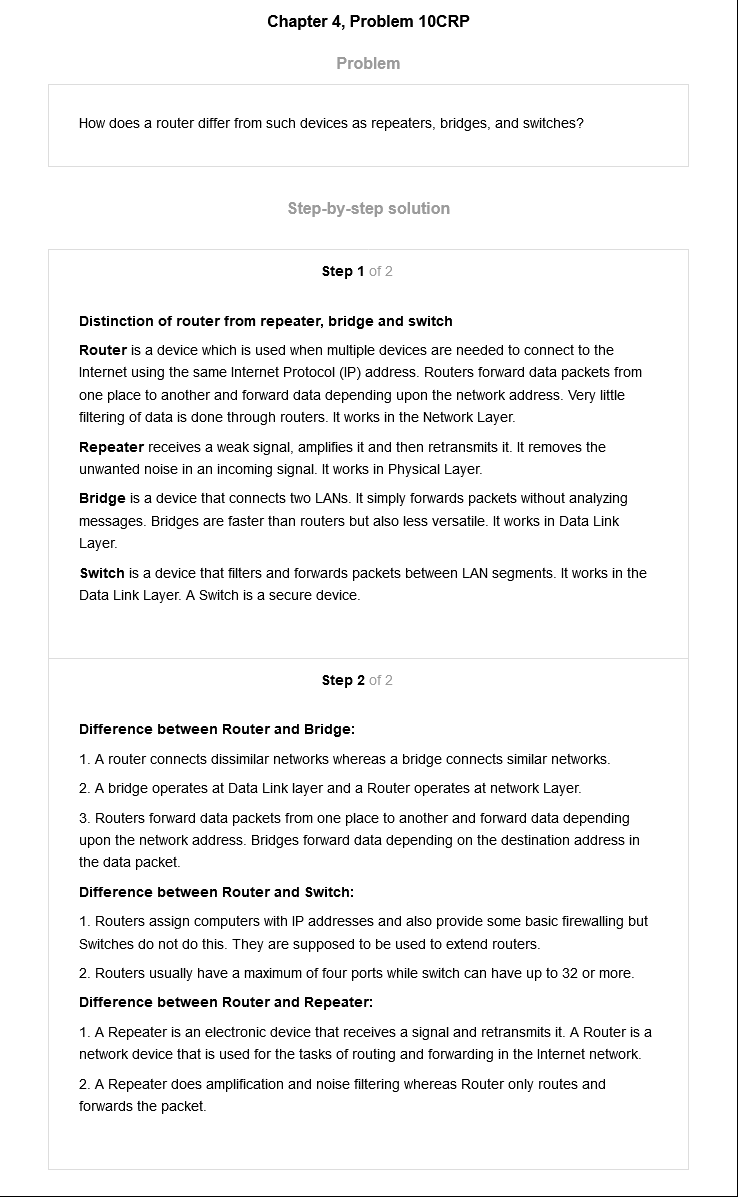 Chapter 4, Problem 10CRP
Problem
How does a router differ from such devices as repeaters, bridges, and switches?
Step-by-step solution
Step 1 of 2
Distinction of router from repeater, bridge and switch
Router is a device which is used when multiple devices are needed to connect to the
Internet using the same Internet Protocol (IP) address. Routers forward data packets from
one place to another and forward data depending upon the network address. Very little
filtering of data is done through routers. It works in the Network Layer.
Repeater receives a weak signal, amplifies it and then retransmits it. It removes the
unwanted noise in an incoming signal. It works in Physical Layer.
Bridge is a device that connects two LANs. It simply forwards packets without analyzing
messages. Bridges are faster than routers but also less versatile. It works in Data Link
Layer.
Switch is a device that filters and forwards packets between LAN segments. It works in the
Data Link Layer. A Switch is a secure device.
Step 2 of 2
Difference between Router and Bridge:
1. A router connects dissimilar networks whereas a bridge connects similar networks.
2. A bridge operates at Data Link layer and a Router operates at network Layer.
3. Routers forward data packets from one place to another and forward data depending
upon the network address. Bridges forward data depending on the destination address in
the data packet.
Difference between Router and Switch:
1. Routers assign computers with IP addresses and also provide some basic firewalling but
Switches do not do this. They are supposed to be used to extend routers.
2. Routers usually have a maximum of four ports while switch can have up to 32 or more.
Difference between Router and Repeater:
1. A Repeater is an electronic device that receives a signal and retransmits it. A Router is a
network device that is used for the tasks of routing and forwarding in the Internet network.
2. A Repeater does amplification and noise filtering whereas Router only routes and
forwards the packet.